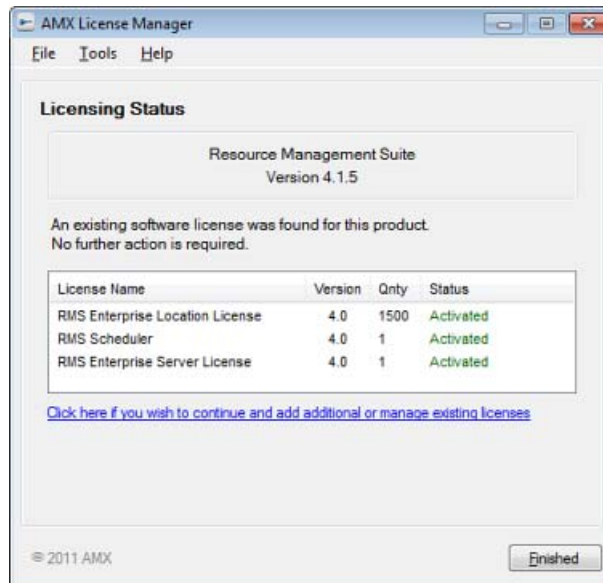 AMX License Manager
File Tools Help
Licensing Status
Resource Management Suite
Version 4.1.5
An existing software license was found for this product.
No further action is required.
License Name Version Qnty Status
RMS Enterprise Location License 4.0 1500 Activated
RMS Scheduler 4.0 1 Activated
RMS Enterprise Server License 4.0 1 Activated
Click here if you wish to continue and add additional or manage existing licenses
© 2011 AMX
Finished